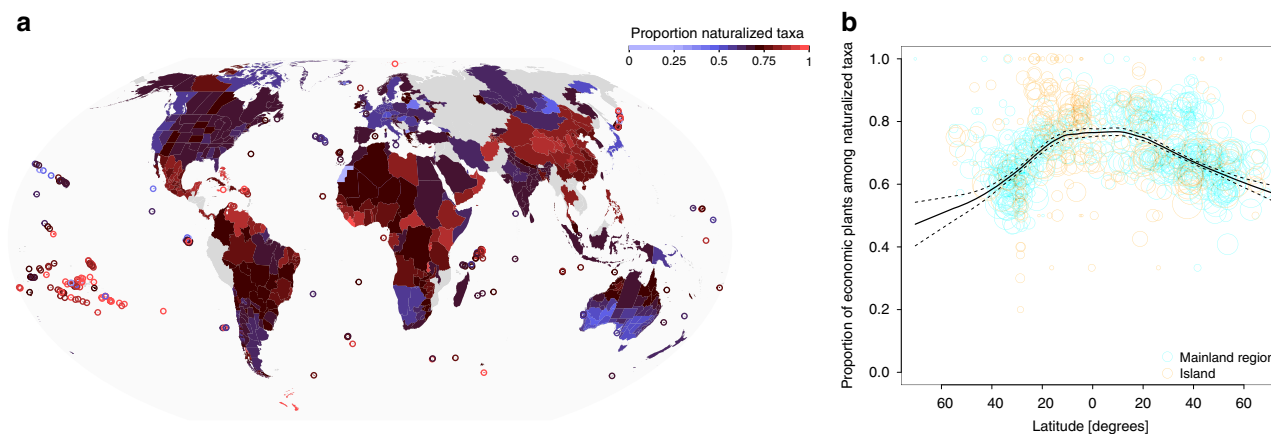 a
Proportion naturalized taxa
0 0.25 0.5 0.75 1
b
Proportion of economic plants among naturalized taxa
1.0
0.8
0.6
0.4
0.2
0.0
Mainland region
Island
60 40 20 0 20 40 60
Latitude [degrees]